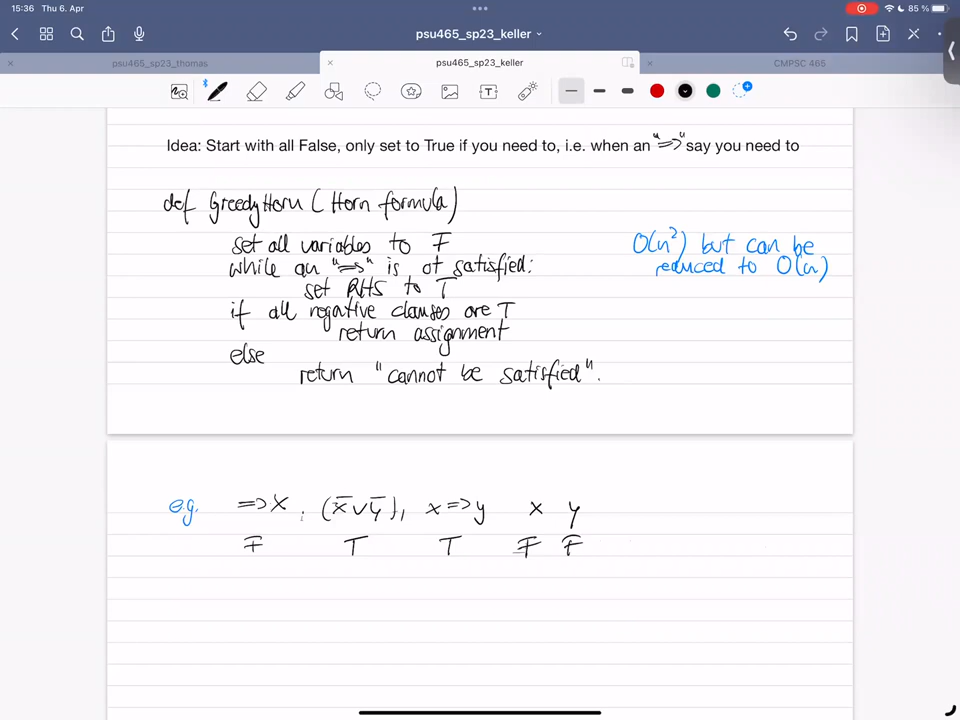 15:36 Thu 6. Apr 85 %
psu465_sp23_keller
psu465_sp23_thomas psu465_sp23_keller CMPSC 465
Idea: Start with all False, only set to True if you need to, i.e. when an "=>" say you need to
def GreedyHorn (Horn formula)
set all variables to F
while an "=>" is ot satisfied:
set RHS to T
if all negative clauses are T
return assignment
else
return "cannot be satisfied".
O(n²) but can be
reduced to O(n)
e.g. => x, (x̄ ∨ ȳ), x => y x y
F T T F F